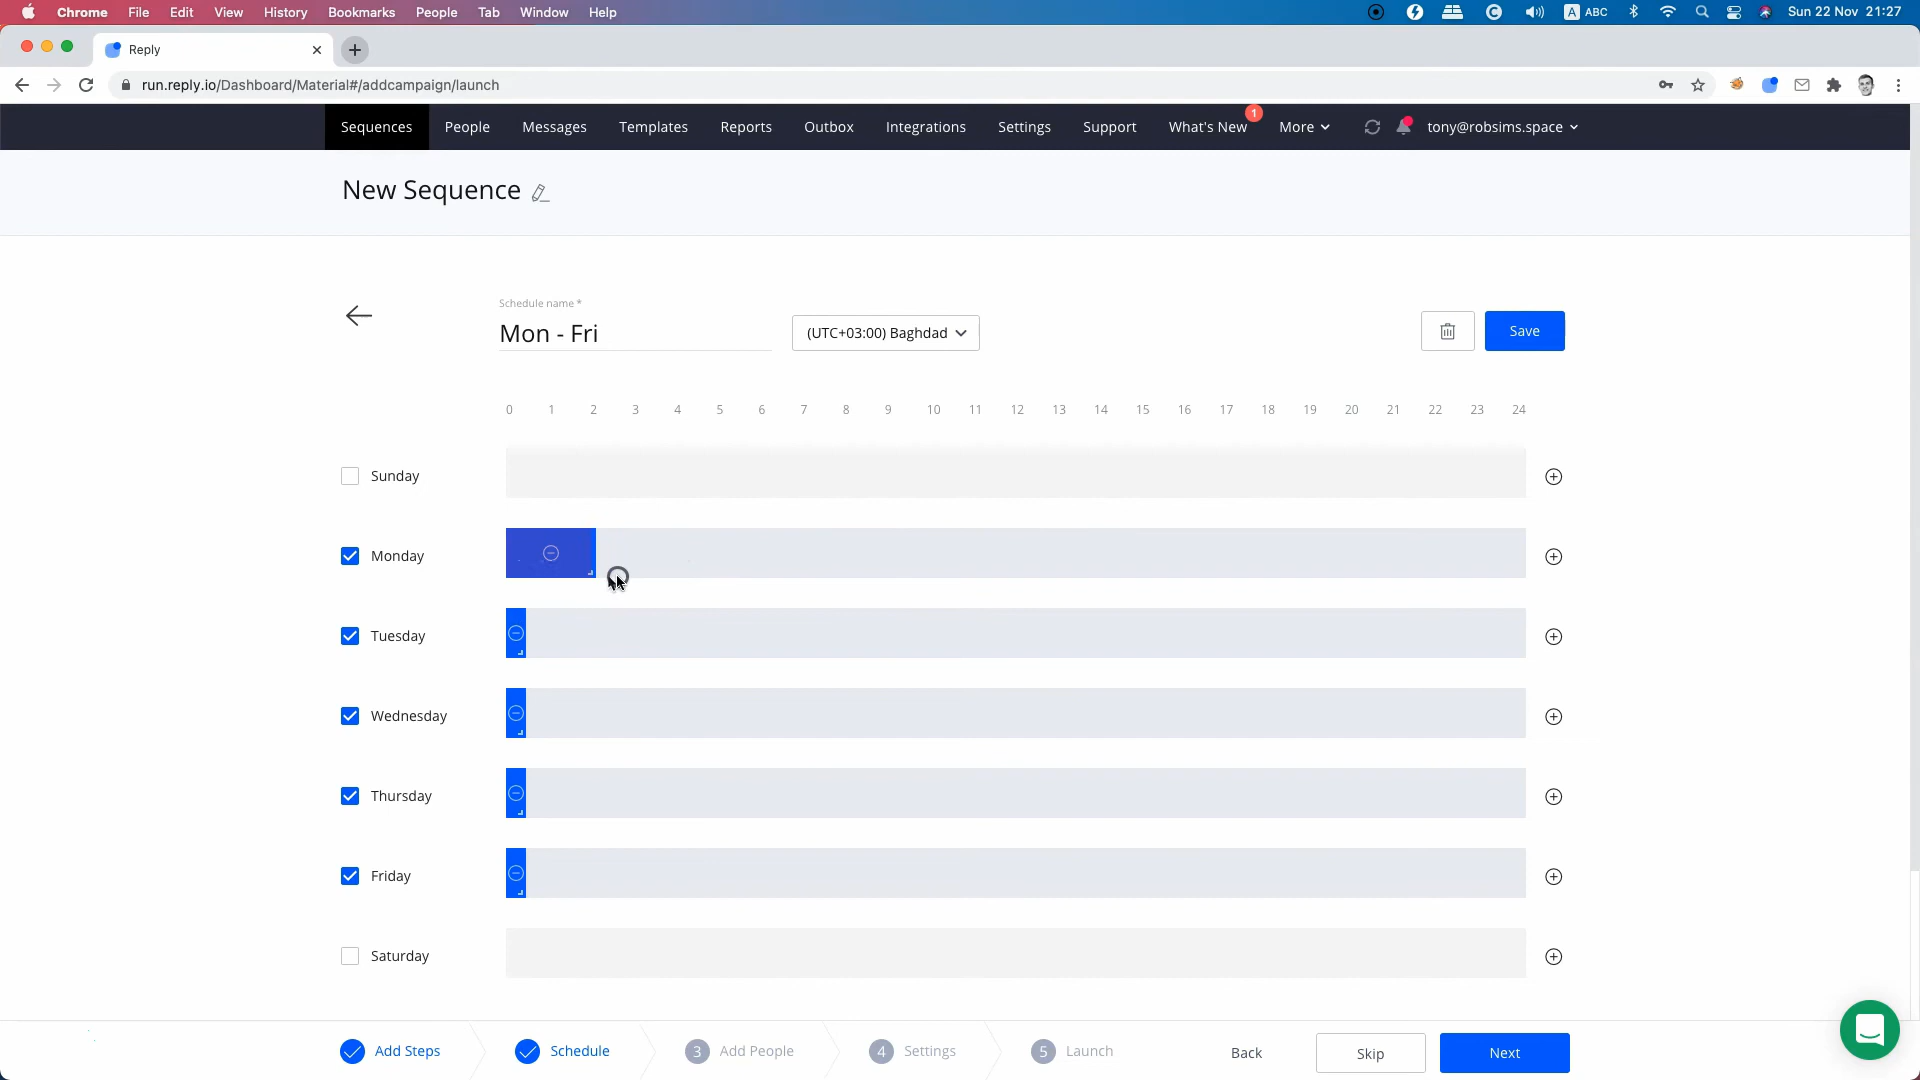 Chrome File Edit View History Bookmarks People Tab Window Help A ABC Sun 22 Nov 21:27
Reply
run.reply.io/Dashboard/Material#/addcampaign/launch
Sequences People Messages Templates Reports Outbox Integrations Settings Support What's New 1 More tony@robsims.space
New Sequence
Schedule name *
Mon - Fri (UTC+03:00) Baghdad Save
0 1 2 3 4 5 6 7 8 9 10 11 12 13 14 15 16 17 18 19 20 21 22 23 24
Sunday
Monday
Tuesday
Wednesday
Thursday
Friday
Saturday
Add Steps Schedule 3 Add People 4 Settings 5 Launch Back Skip Next